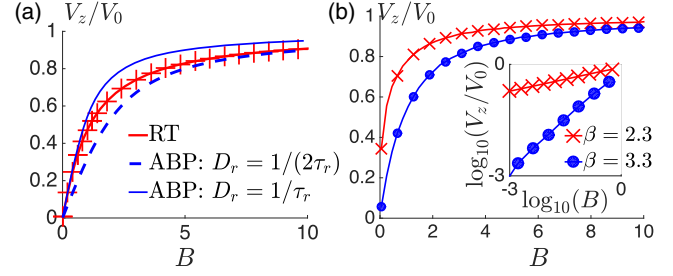 (a)
V_z/V_0
1
0.8
0.6
0.4
0.2
0
0
5
10
B
RT
ABP: D_r = 1/(2τ_r)
ABP: D_r = 1/τ_r
(b)
V_z/V_0
1
0.8
0.6
0.4
0.2
0
0
2
4
6
8
10
B
0
-3
-3
0
log_10(V_z/V_0)
log_10(B)
β = 2.3
β = 3.3